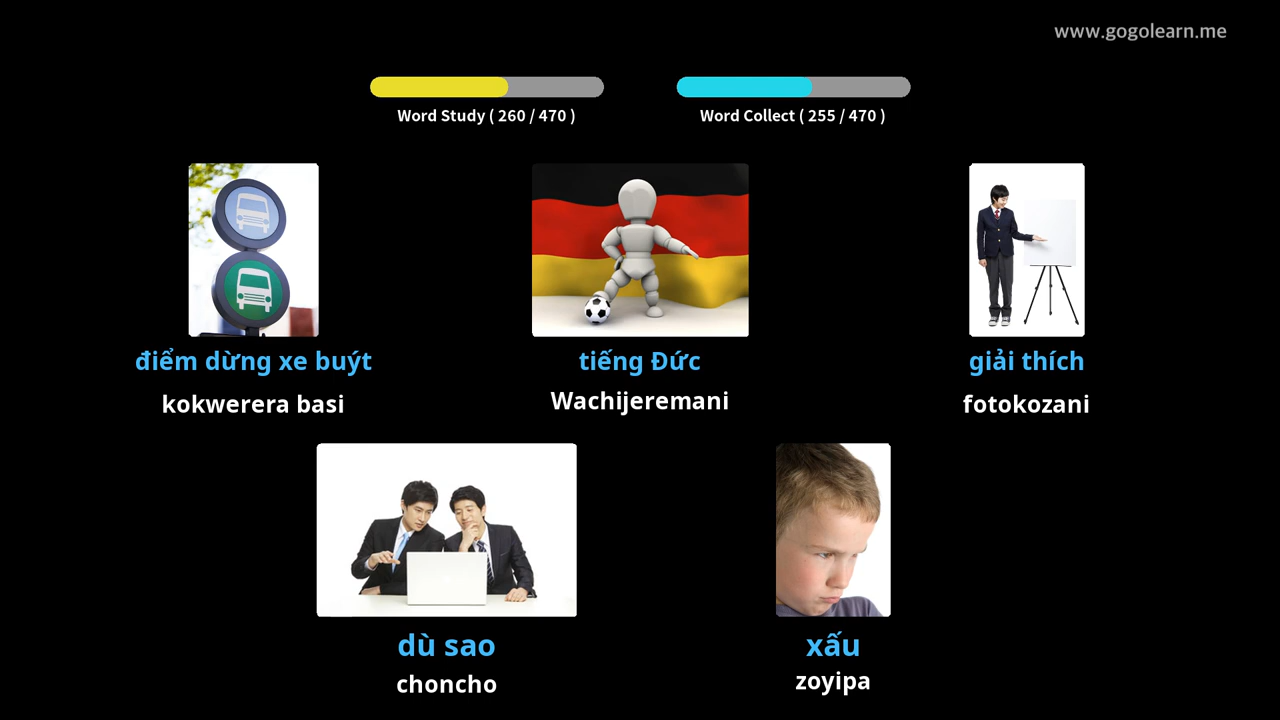 www.gogolearn.me
Word Study ( 260 / 470 )
Word Collect ( 255 / 470 )
điểm dừng xe buýt
kokwerera basi
tiếng Đức
Wachijeremani
giải thích
fotokozani
dù sao
choncho
xấu
zoyipa